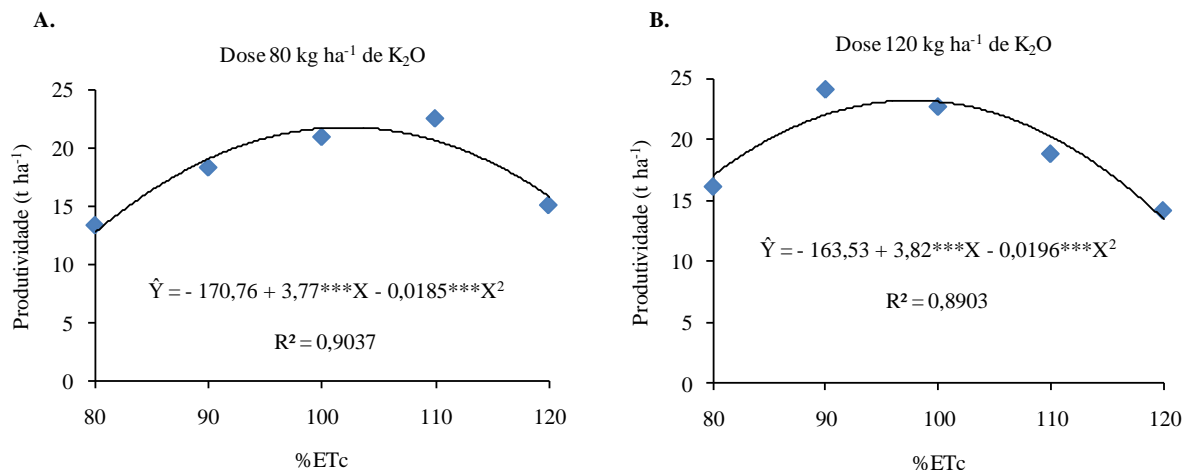 A.
Dose 80 kg ha⁻¹ de K₂O
Produtividade (t ha⁻¹)
25
20
15
10
5
0
Ŷ = - 170,76 + 3,77***X - 0,0185***X²
R² = 0,9037
80 90 100 110 120
%ETc
B.
Dose 120 kg ha⁻¹ de K₂O
Produtividade (t ha⁻¹)
25
20
15
10
5
0
Ŷ = - 163,53 + 3,82***X - 0,0196***X²
R² = 0,8903
80 90 100 110 120
%ETc